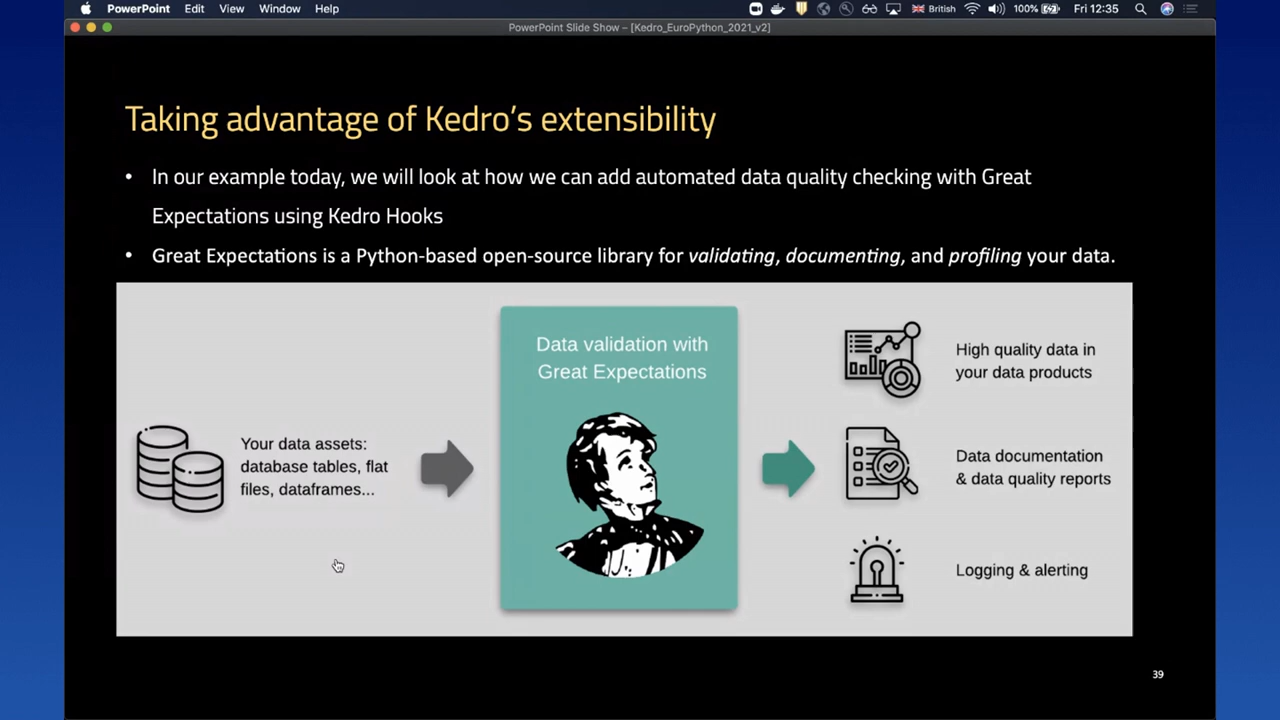 PowerPoint Edit View Window Help British 100% Fri 12:35
PowerPoint Slide Show – [Kedro_EuroPython_2021_v2]
Taking advantage of Kedro's extensibility
• In our example today, we will look at how we can add automated data quality checking with Great
Expectations using Kedro Hooks
• Great Expectations is a Python-based open-source library for validating, documenting, and profiling your data.
Your data assets:
database tables, flat
files, dataframes...
Data validation with
Great Expectations
High quality data in
your data products
Data documentation
& data quality reports
Logging & alerting
39